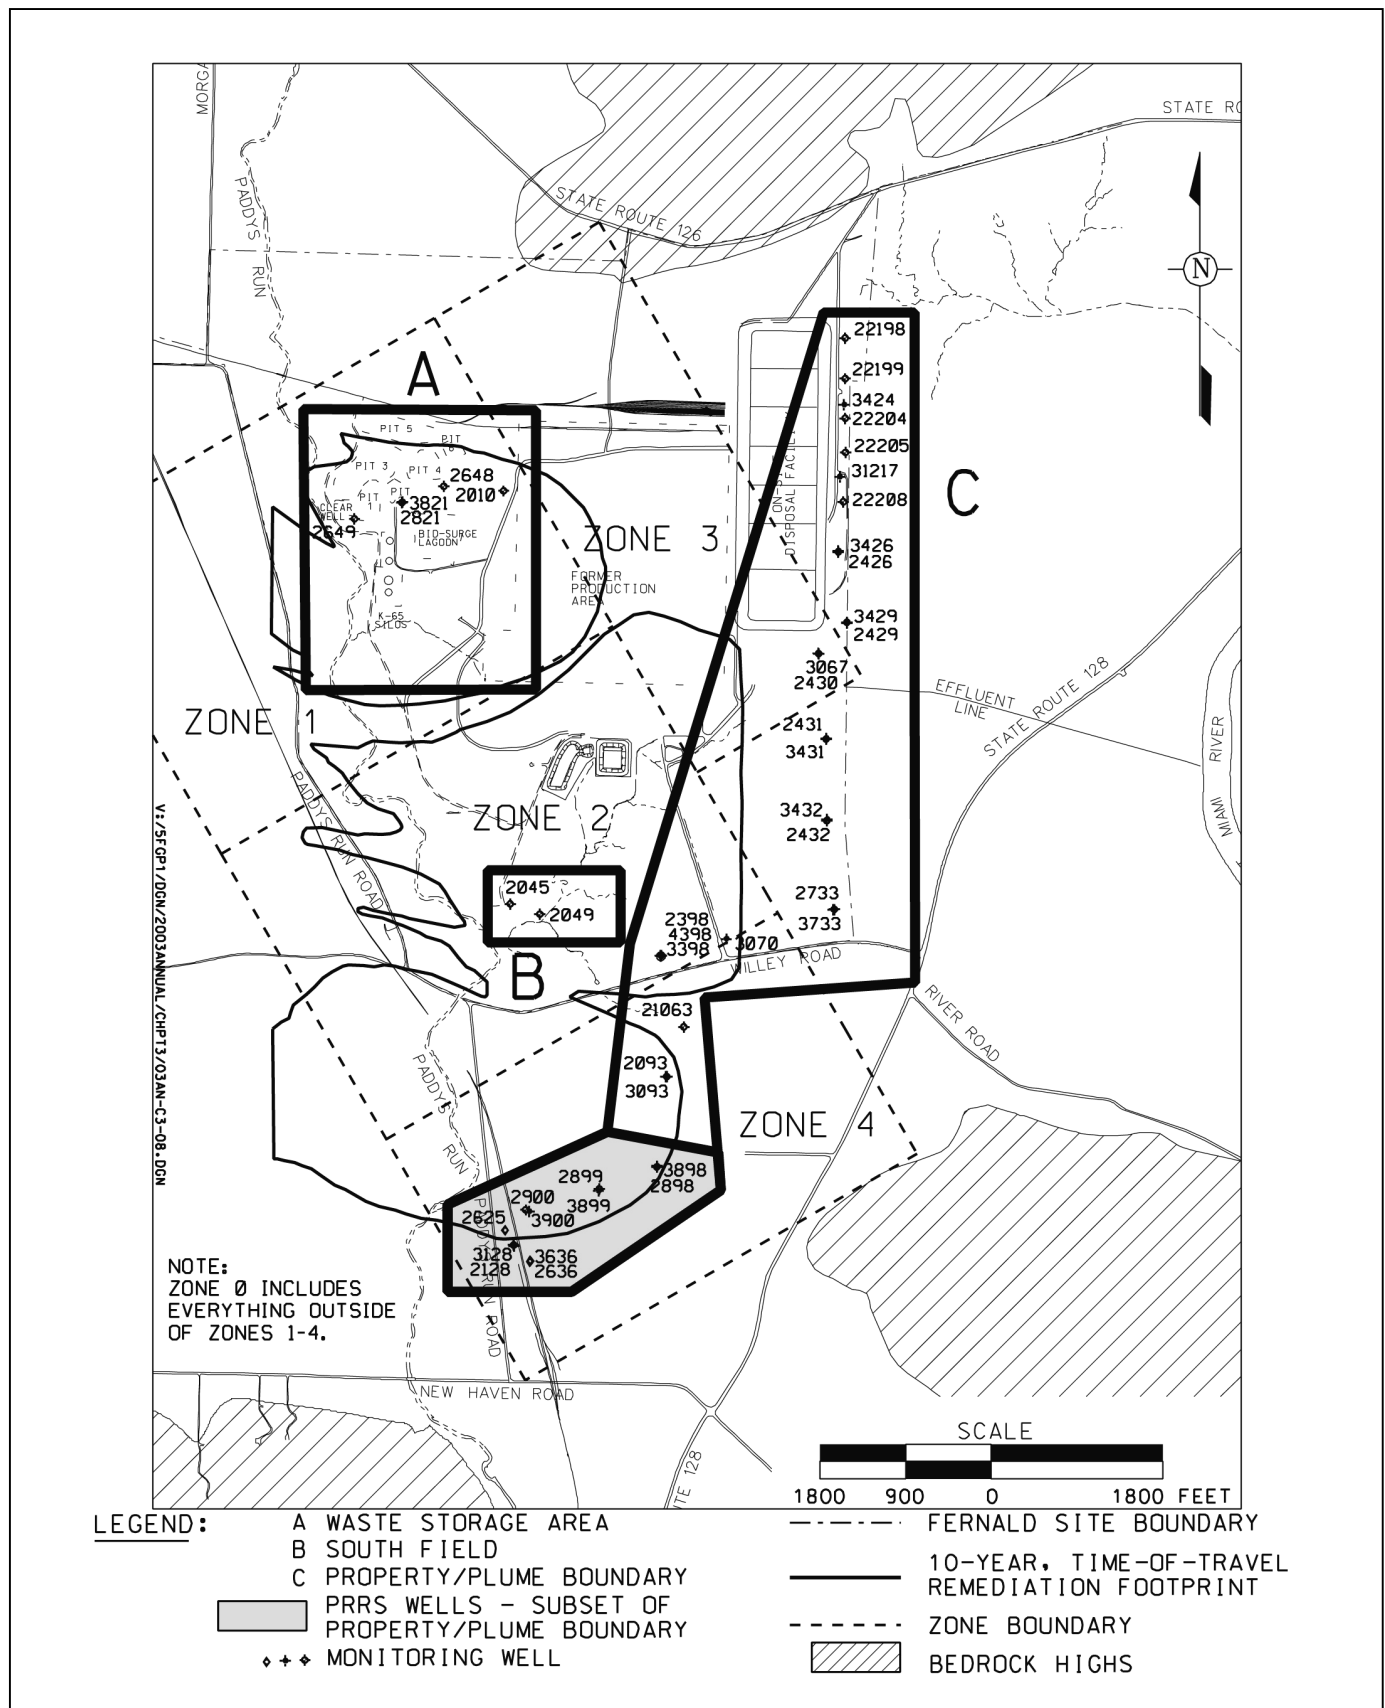 MORGA
STATE RO
PADDYS
RUN
STATE ROUTE 126
N
A
22198
22199
3424
22204
22205
31217
22208
C
PIT 5
PIT
PIT 3
PIT 4
2648
2010
PIT
1
PIT
3821
2821
CLEAR
WELL
2649
BIO-SURGE
LAGOON
ZONE 3
ON-S
DISPOSAL FACILI
3426
2426
FORMER
PRODUCTION
AREA
K-65
SILOS
3429
2429
3067
2430
EFFLUENT
LINE
STATE ROUTE 128
MIAMI RIVER
ZONE 1
2431
3431
PADDYS RUN ROAD
ZONE 2
3432
2432
2045
2049
B
2733
3733
2398
4398
3398
3070
WILLEY ROAD
RIVER ROAD
21063
2093
3093
PADDYS
RUN
ZONE 4
2899
3899
3898
2898
2900
3900
2625
3128
2128
3636
2636
PADDYS RUN ROAD
V:/5FGP1/DGN/2003ANNUAL/CHPT3/03AN-C3-08.DGN
NOTE:
ZONE 0 INCLUDES
EVERYTHING OUTSIDE
OF ZONES 1-4.
NEW HAVEN ROAD
UTE 128
SCALE
1800 900 0 1800 FEET
LEGEND:
A WASTE STORAGE AREA
B SOUTH FIELD
C PROPERTY/PLUME BOUNDARY
PRRS WELLS - SUBSET OF
PROPERTY/PLUME BOUNDARY
MONITORING WELL
FERNALD SITE BOUNDARY
10-YEAR, TIME-OF-TRAVEL
REMEDIATION FOOTPRINT
ZONE BOUNDARY
BEDROCK HIGHS